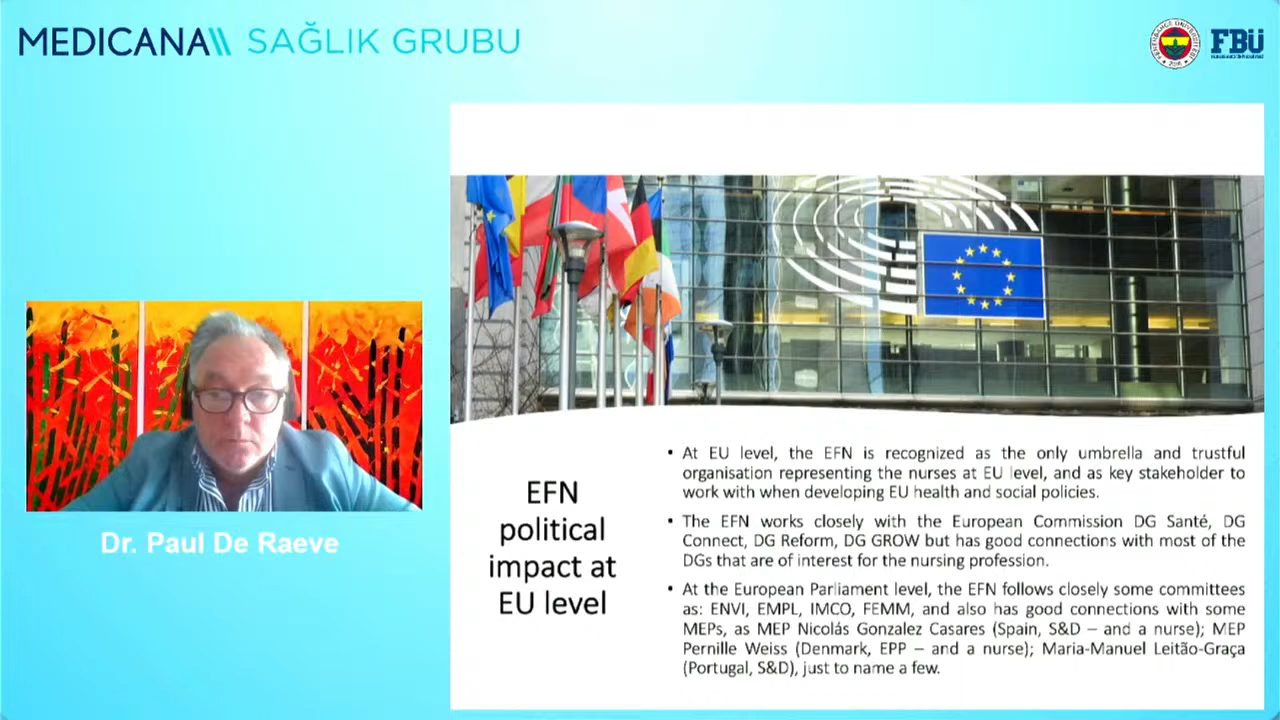 MEDICANA SAĞLIK GRUBU
FBÜ
EFN
political
impact at
EU level
• At EU level, the EFN is recognized as the only umbrella and trustful
organisation representing the nurses at EU level, and as key stakeholder to
work with when developing EU health and social policies.
• The EFN works closely with the European Commission DG Santé, DG
Connect, DG Reform, DG GROW but has good connections with most of the
DGs that are of interest for the nursing profession.
• At the European Parliament level, the EFN follows closely some committees
as: ENVI, EMPL, IMCO, FEMM, and also has good connections with some
MEPs, as MEP Nicolás Gonzalez Casares (Spain, S&D – and a nurse); MEP
Pernille Weiss (Denmark, EPP – and a nurse); Maria-Manuel Leitão-Graça
(Portugal, S&D), just to name a few.
Dr. Paul De Raeve